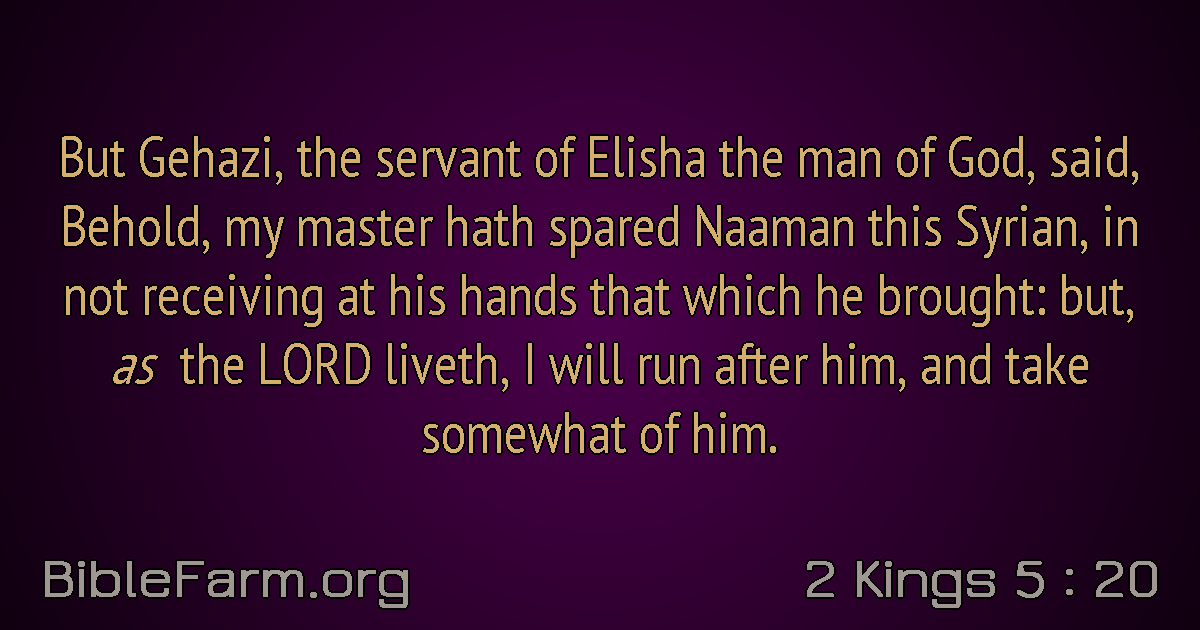 But Gehazi, the servant of Elisha the man of God, said,
Behold, my master hath spared Naaman this Syrian, in
not receiving at his hands that which he brought: but,
as the LORD liveth, I will run after him, and take
somewhat of him.
BibleFarm.org
2 Kings 5 : 20